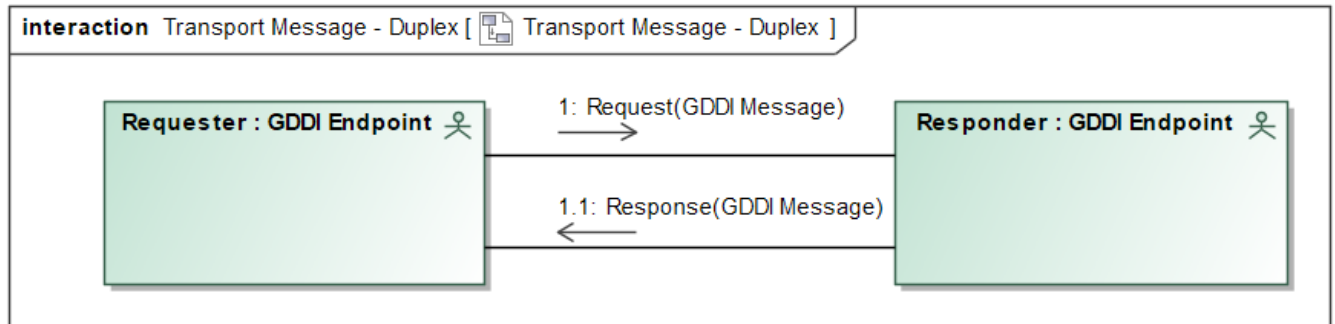 interaction Transport Message - Duplex [ Transport Message - Duplex ]
1: Request(GDDI Message)
Requester : GDDI Endpoint
Responder : GDDI Endpoint
1.1: Response(GDDI Message)